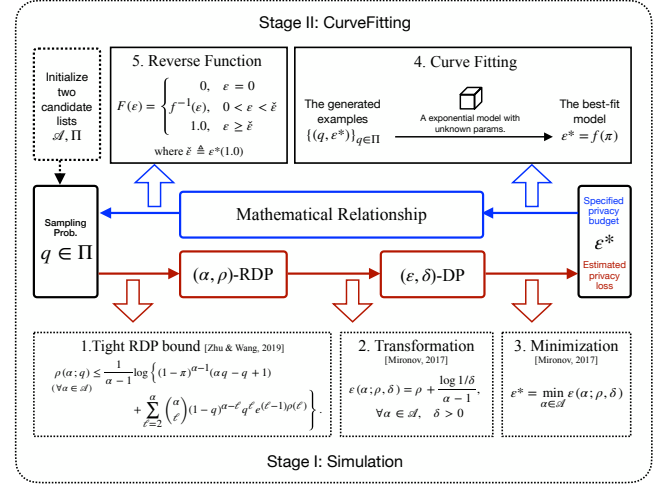 Stage II: CurveFitting
Initialize
two
candidate
lists
𝒜, Π
5. Reverse Function
F(ε) = { 0, ε = 0
f⁻¹(ε), 0 < ε < ε̌
1.0, ε ≥ ε̌
where ε̌ ≜ ε*(1.0)
4. Curve Fitting
The generated
examples
{(q, ε*)}_{q∈Π}
A exponential model with
unknown params.
The best-fit
model
ε* = f(π)
Sampling
Prob.
q ∈ Π
Mathematical Relationship
(α, ρ)-RDP
(ε, δ)-DP
Specified
privacy
budget
ε*
Estimated
privacy
loss
1.Tight RDP bound [Zhu & Wang, 2019]
ρ(α; q) ≤ 1/(α − 1) log { (1 − π)^{α−1}(αq − q + 1)
(∀α ∈ 𝒜)
+ ∑_{ℓ=2}^{α} (α ℓ) (1 − q)^{α−ℓ} q^ℓ e^{(ℓ−1)ρ(ℓ)} } .
2. Transformation
[Mironov, 2017]
ε(α; ρ, δ) = ρ + (log 1/δ)/(α − 1),
∀α ∈ 𝒜, δ > 0
3. Minimization
[Mironov, 2017]
ε* = min_{α∈𝒜} ε(α; ρ, δ)
Stage I: Simulation